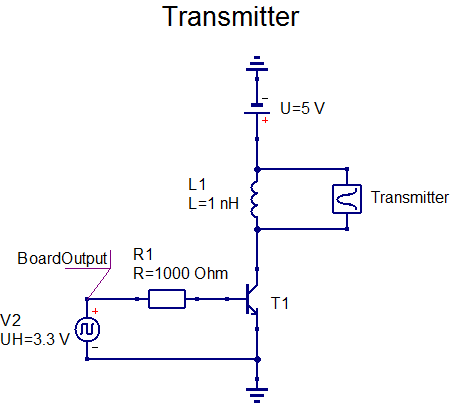 Transmitter
U=5 V
L1
L=1 nH
Transmitter
BoardOutput
R1
R=1000 Ohm
T1
V2
UH=3.3 V